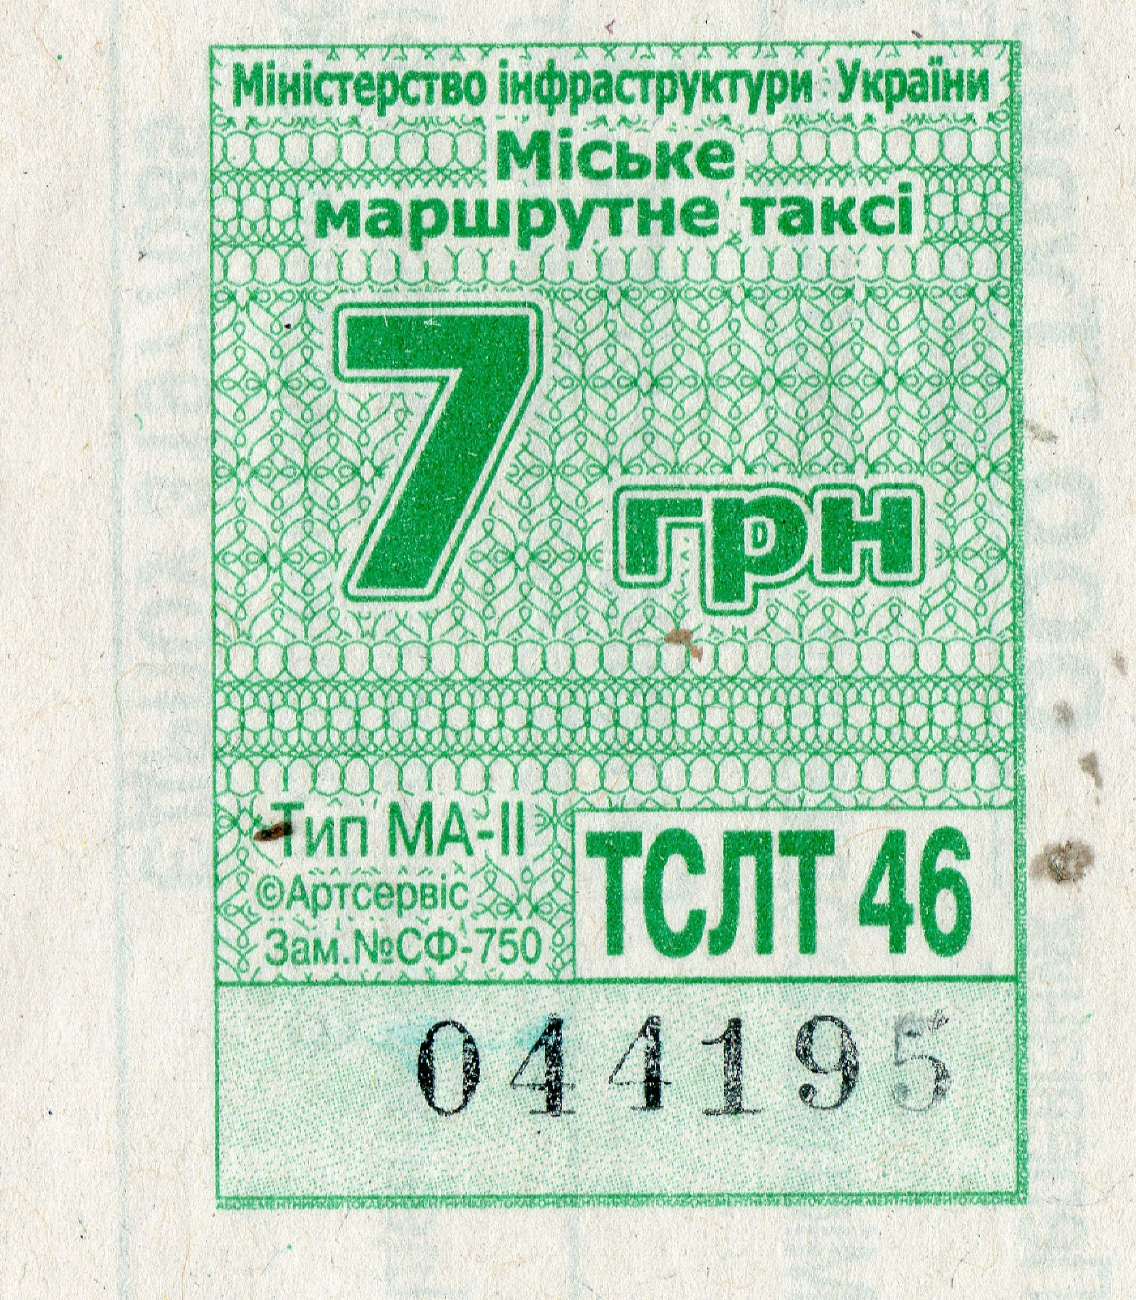 Міністерство інфраструктури України
Міське
маршрутне таксі
7 грн
Тип МА-ІІ
©Артсервіс
Зам.№СФ-750
ТСЛТ 46
044195